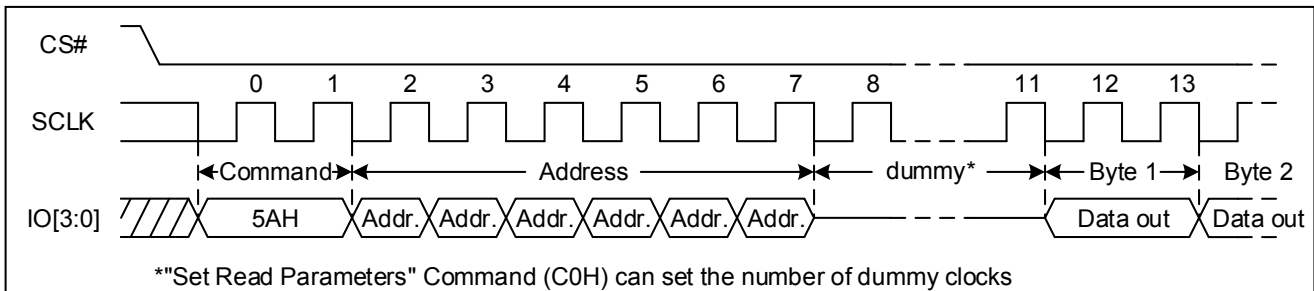 CS#
0 1 2 3 4 5 6 7 8 11 12 13
SCLK
Command Address dummy* Byte 1 Byte 2
IO[3:0] 5AH Addr. Addr. Addr. Addr. Addr. Addr. Data out Data out
*"Set Read Parameters" Command (C0H) can set the number of dummy clocks